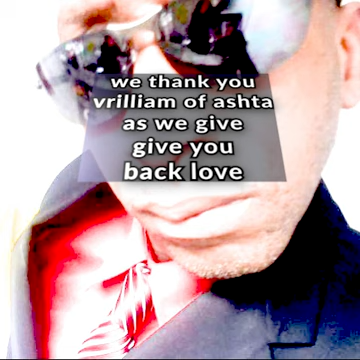 we thank you
vrilliam of ashta
as we give
give you
back love